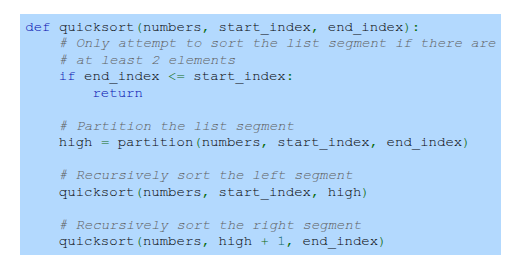 def quicksort(numbers, start_index, end_index):
    # Only attempt to sort the list segment if there are
    # at least 2 elements
    if end_index <= start_index:
        return

    # Partition the list segment
    high = partition(numbers, start_index, end_index)

    # Recursively sort the left segment
    quicksort(numbers, start_index, high)

    # Recursively sort the right segment
    quicksort(numbers, high + 1, end_index)